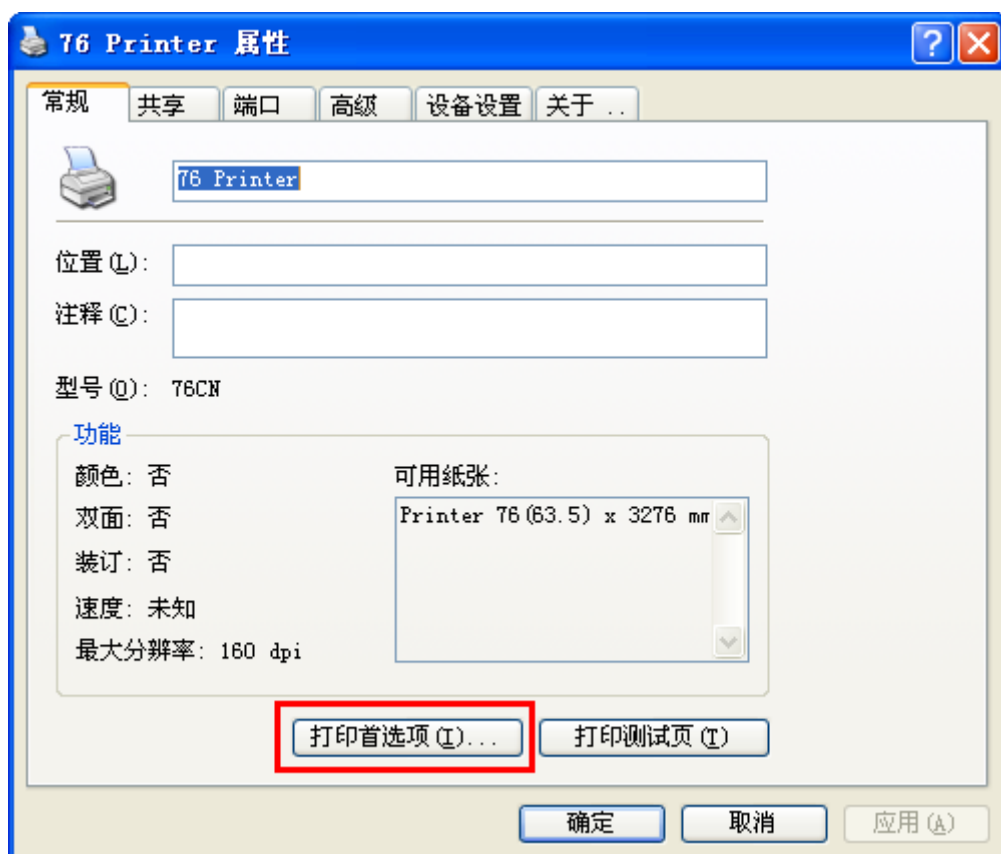 76 Printer 属性
常规 共享 端口 高级 设备设置 关于 ..
76 Printer
位置(L):
注释(C):
型号(O): 76CN
功能
颜色: 否
可用纸张:
双面: 否
Printer 76(63.5) x 3276 mm
装订: 否
速度: 未知
最大分辨率: 160 dpi
打印首选项(I)... 打印测试页(T)
确定 取消 应用(A)